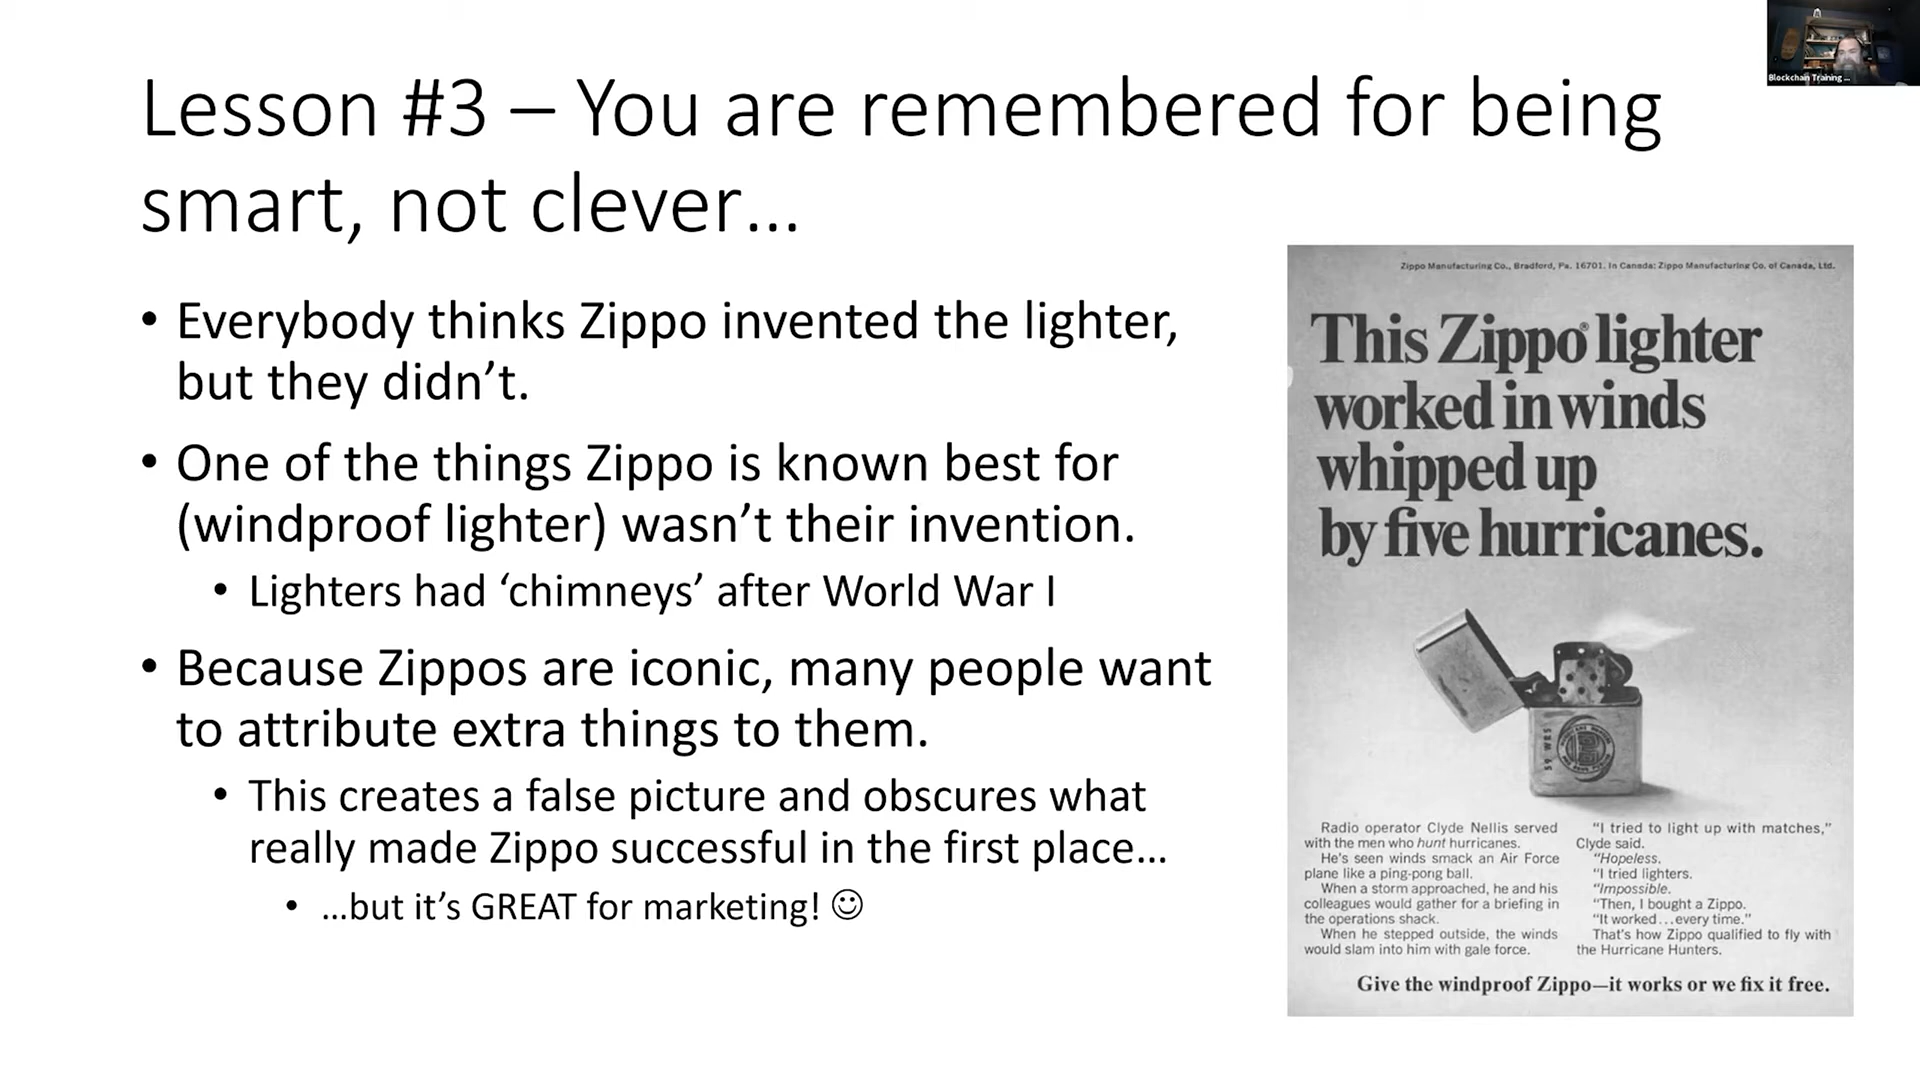 Blockchain Training ...
Lesson #3 – You are remembered for being
smart, not clever…
• Everybody thinks Zippo invented the lighter,
but they didn’t.
• One of the things Zippo is known best for
(windproof lighter) wasn’t their invention.
• Lighters had ‘chimneys’ after World War I
• Because Zippos are iconic, many people want
to attribute extra things to them.
• This creates a false picture and obscures what
really made Zippo successful in the first place…
• …but it’s GREAT for marketing! ☺
Zippo Manufacturing Co., Bradford, Pa. 16701. In Canada: Zippo Manufacturing Co. of Canada, Ltd.
This Zippo® lighter
worked in winds
whipped up
by five hurricanes.
59 WRS
Radio operator Clyde Nellis served
with the men who hunt hurricanes.
He's seen winds smack an Air Force
plane like a ping-pong ball.
When a storm approached, he and his
colleagues would gather for a briefing in
the operations shack.
When he stepped outside, the winds
would slam into him with gale force.
“I tried to light up with matches,”
Clyde said.
“Hopeless.
“I tried lighters.
“Impossible.
“Then, I bought a Zippo.
“It worked...every time.”
That's how Zippo qualified to fly with
the Hurricane Hunters.
Give the windproof Zippo—it works or we fix it free.